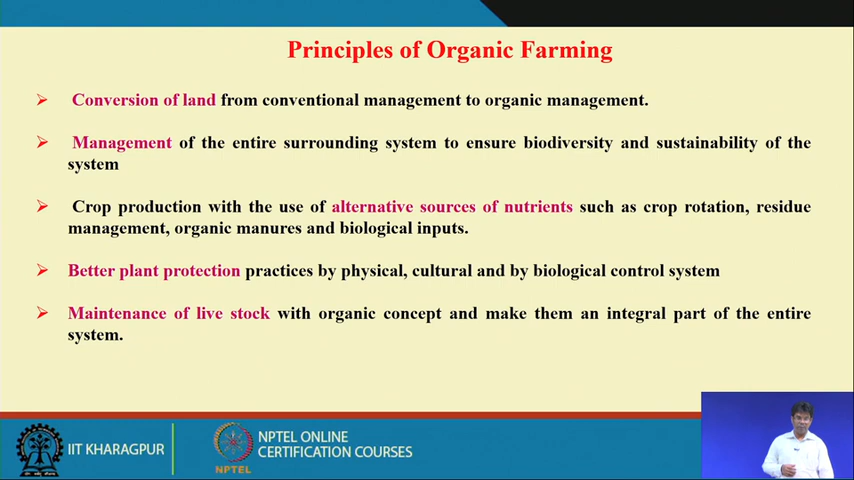 Principles of Organic Farming
Conversion of land from conventional management to organic management.
Management of the entire surrounding system to ensure biodiversity and sustainability of the
system
Crop production with the use of alternative sources of nutrients such as crop rotation, residue
management, organic manures and biological inputs.
Better plant protection practices by physical, cultural and by biological control system
Maintenance of live stock with organic concept and make them an integral part of the entire
system.
IIT KHARAGPUR
NPTEL
NPTEL ONLINE
CERTIFICATION COURSES